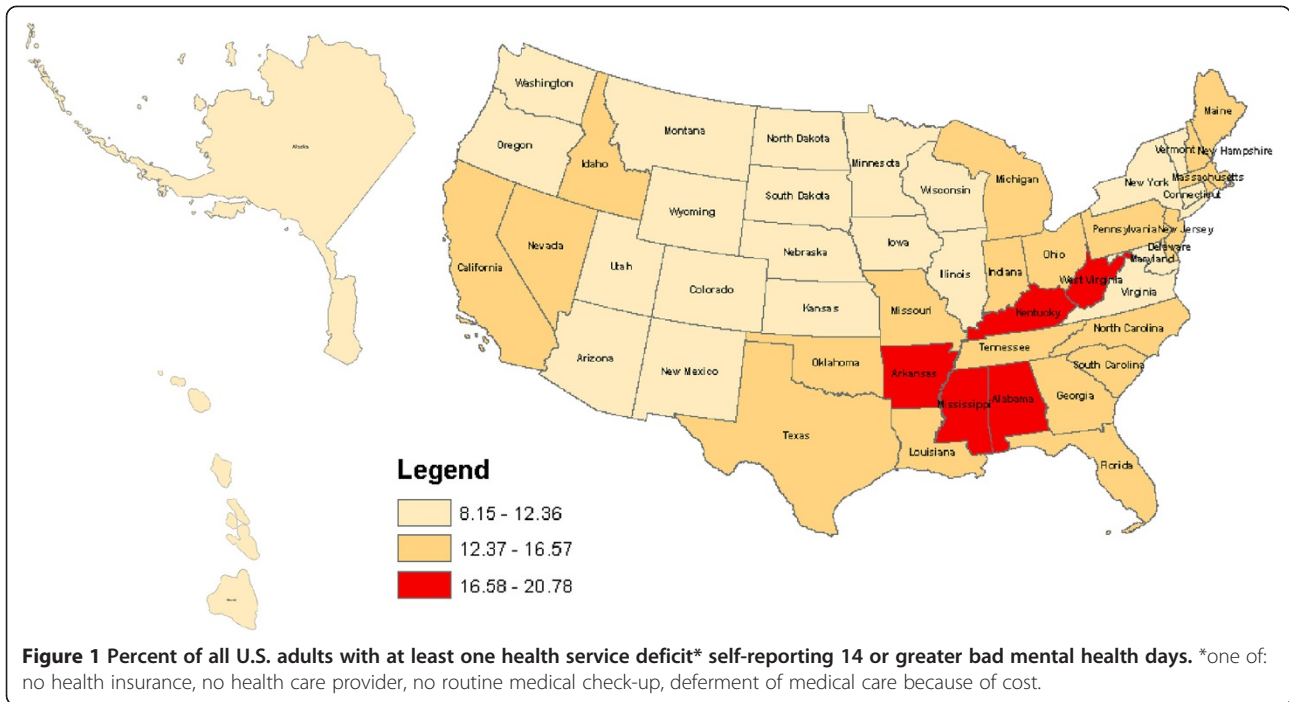 Washington
Montana
North Dakota
Minnesota
Maine
Oregon
Idaho
Vermont
New Hampshire
Alaska
Wisconsin
Michigan
Massachusetts
South Dakota
New York
Connecticut
Wyoming
Iowa
Pennsylvania
New Jersey
Nebraska
Nevada
Ohio
Delaware
Maryland
California
Utah
Illinois
Indiana
West Virginia
Colorado
Virginia
Kansas
Missouri
Kentucky
North Carolina
Tennessee
Arizona
Oklahoma
South Carolina
New Mexico
Arkansas
Mississippi
Alabama
Georgia
Texas
Louisiana
Florida
Legend
8.15 - 12.36
12.37 - 16.57
16.58 - 20.78
Figure 1 Percent of all U.S. adults with at least one health service deficit* self-reporting 14 or greater bad mental health days. *one of:
no health insurance, no health care provider, no routine medical check-up, deferment of medical care because of cost.